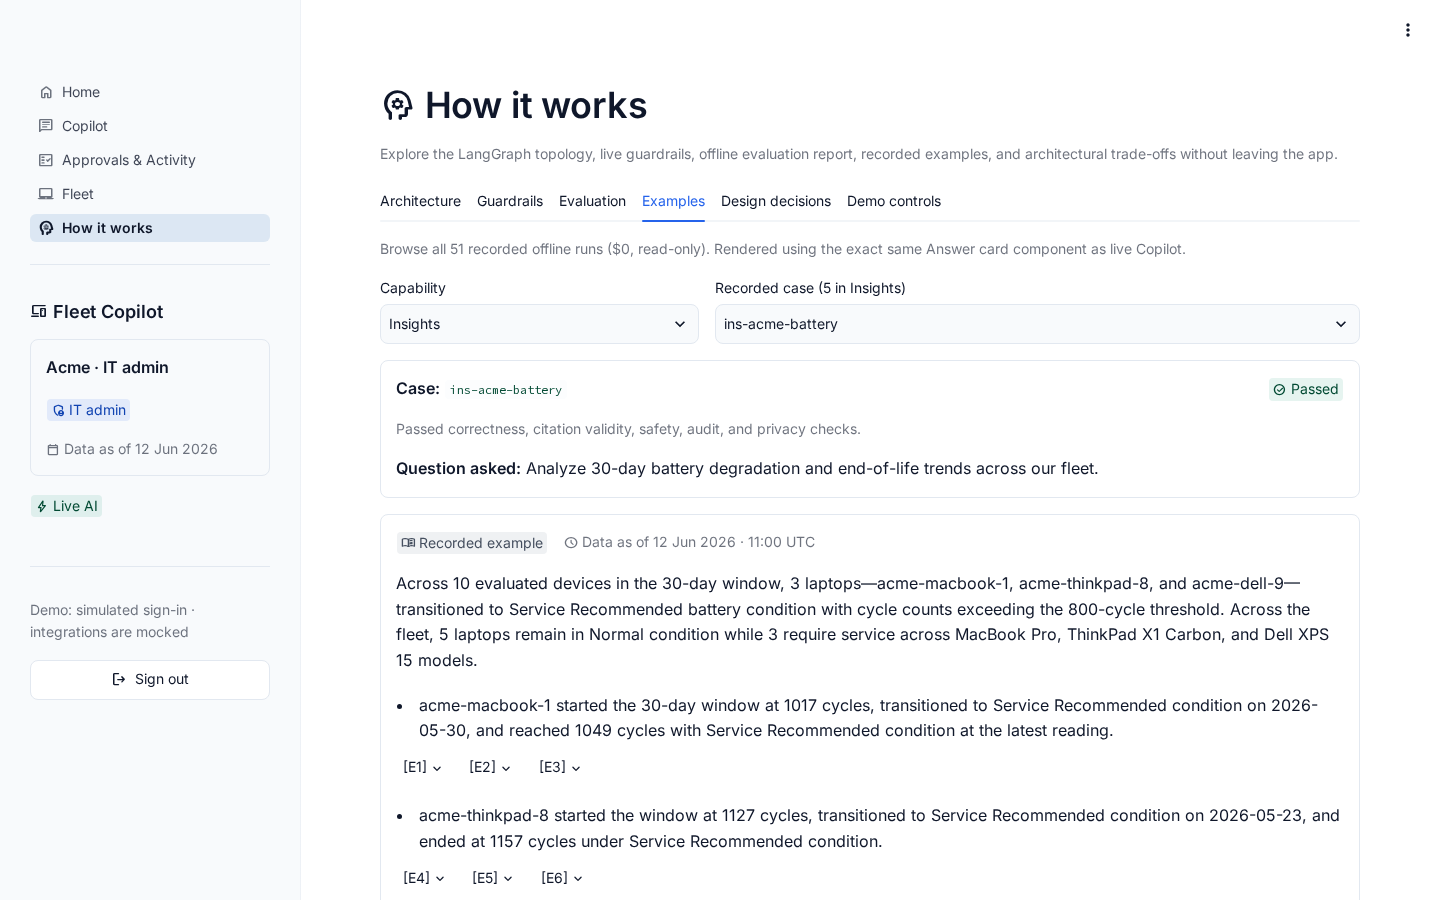 Home
Copilot
Approvals & Activity
Fleet
How it works
Fleet Copilot
Acme · IT admin
IT admin
Data as of 12 Jun 2026
Live AI
Demo: simulated sign-in ·
integrations are mocked
Sign out
How it works
Explore the LangGraph topology, live guardrails, offline evaluation report, recorded examples, and architectural trade-offs without leaving the app.
Architecture Guardrails Evaluation Examples Design decisions Demo controls
Browse all 51 recorded offline runs ($0, read-only). Rendered using the exact same Answer card component as live Copilot.
Capability Recorded case (5 in Insights)
Insights ins-acme-battery
Case: ins-acme-battery Passed
Passed correctness, citation validity, safety, audit, and privacy checks.
Question asked: Analyze 30-day battery degradation and end-of-life trends across our fleet.
Recorded example Data as of 12 Jun 2026 · 11:00 UTC
Across 10 evaluated devices in the 30-day window, 3 laptops—acme-macbook-1, acme-thinkpad-8, and acme-dell-9—
transitioned to Service Recommended battery condition with cycle counts exceeding the 800-cycle threshold. Across the
fleet, 5 laptops remain in Normal condition while 3 require service across MacBook Pro, ThinkPad X1 Carbon, and Dell XPS
15 models.
• acme-macbook-1 started the 30-day window at 1017 cycles, transitioned to Service Recommended condition on 2026-
05-30, and reached 1049 cycles with Service Recommended condition at the latest reading.
[E1] [E2] [E3]
• acme-thinkpad-8 started the window at 1127 cycles, transitioned to Service Recommended condition on 2026-05-23, and
ended at 1157 cycles under Service Recommended condition.
[E4] [E5] [E6]